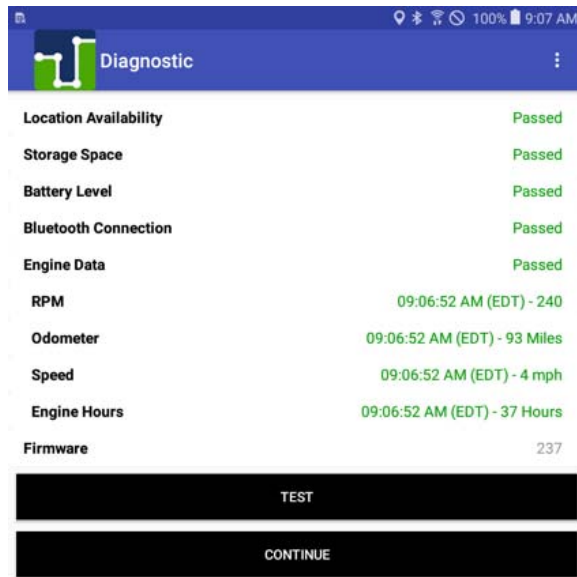 100% 9:07 AM
Diagnostic
Location Availability Passed
Storage Space Passed
Battery Level Passed
Bluetooth Connection Passed
Engine Data Passed
RPM 09:06:52 AM (EDT) - 240
Odometer 09:06:52 AM (EDT) - 93 Miles
Speed 09:06:52 AM (EDT) - 4 mph
Engine Hours 09:06:52 AM (EDT) - 37 Hours
Firmware 237
TEST
CONTINUE